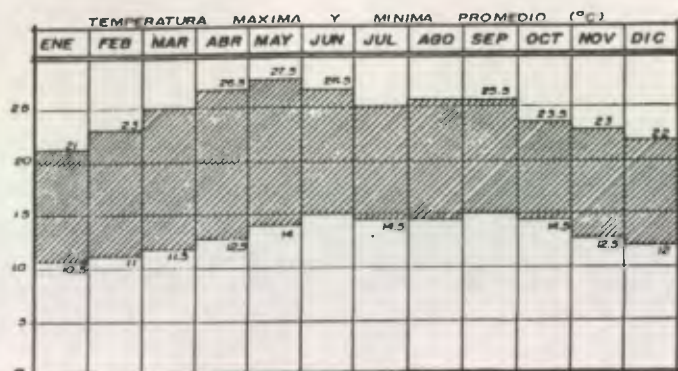 TEMPERATURA MAXIMA Y MINIMA PROMEDIO (°C)
ENE FEB MAR ABR MAY JUN JUL AGO SEP OCT NOV DIC
26.5 27.5 26.5
25 25.5
21 23 23.5 23 22
20
15
10.5 11 11.5 12.5 14 14.5 14.5 12.5 12
10
5
0